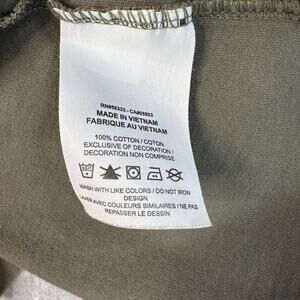 RN#56323 - CA#05553
MADE IN VIETNAM
FABRIQUE AU VIETNAM
100% COTTON / COTON
EXCLUSIVE OF DECORATION /
DECORATION NON COMPRISE
WASH WITH LIKE COLORS / DO NOT IRON
DESIGN
LAVER AVEC COULEURS SIMILAIRES / NE PAS
REPASSER LE DESSIN